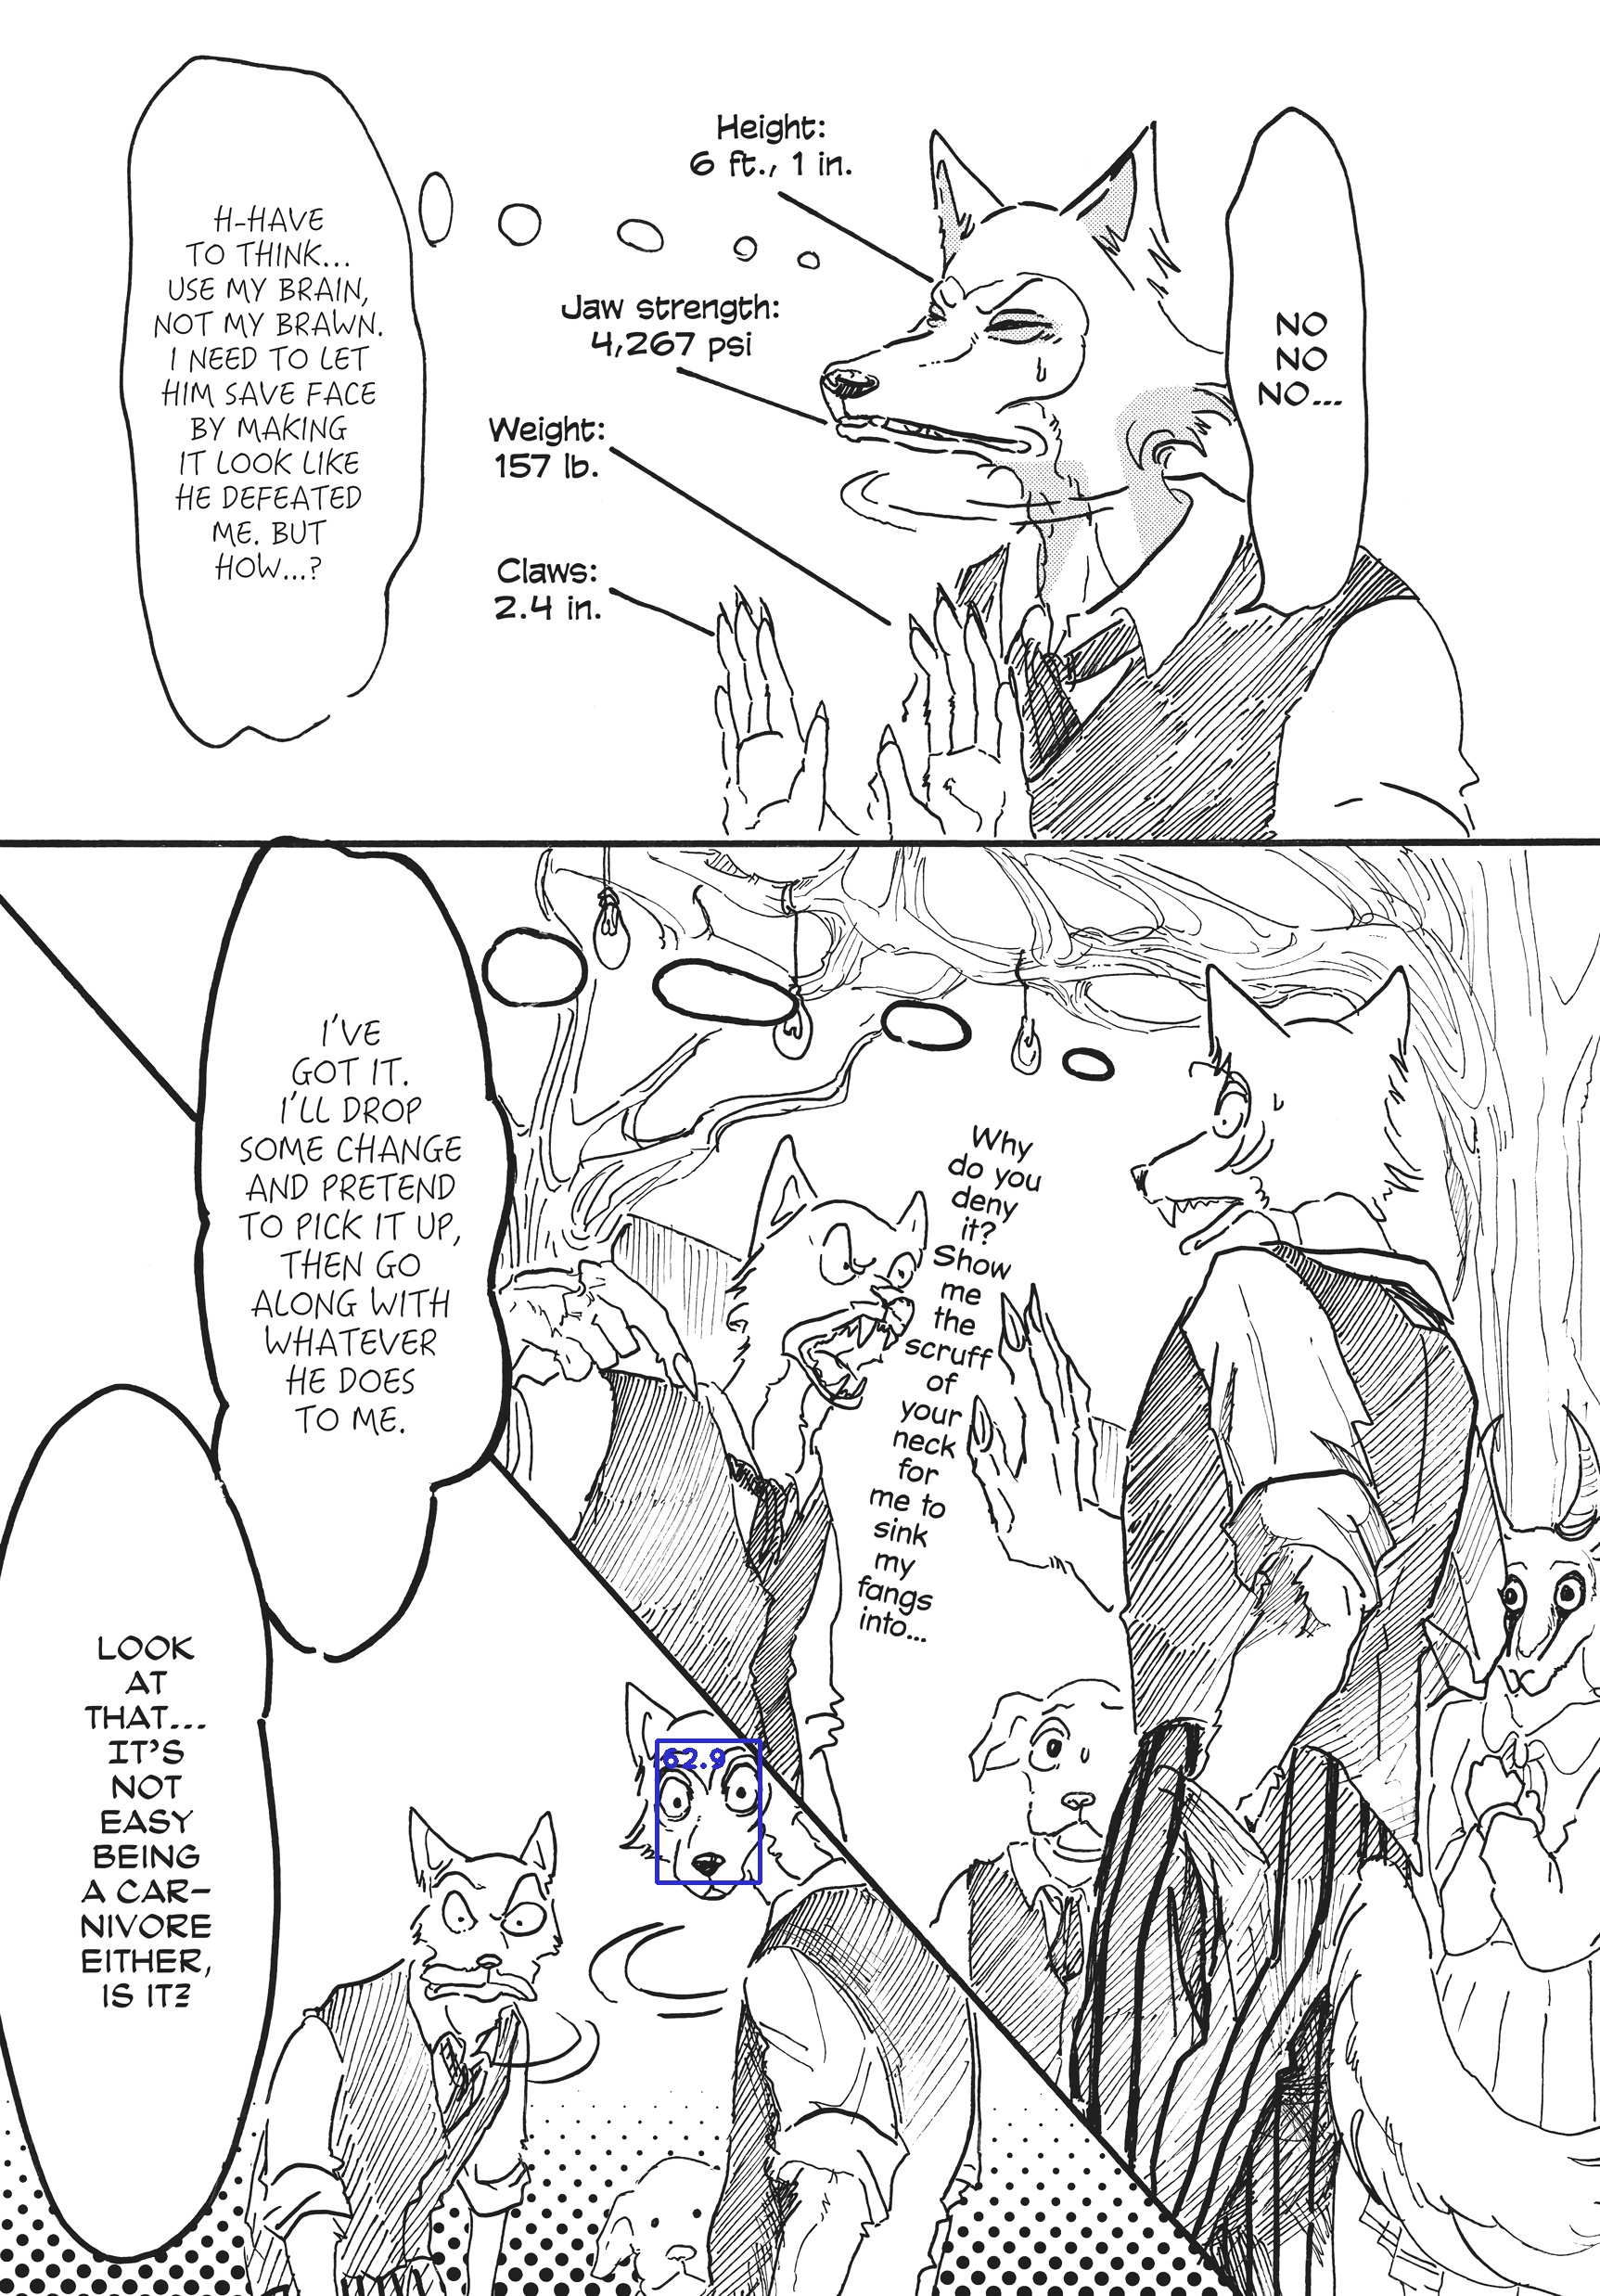 NO
NO
NO...
Height:
6 ft., 1 in.
Jaw strength:
4,267 psi
Weight:
157 lb.
Claws:
2.4 in.
H-HAVE
TO THINK...
USE MY BRAIN,
NOT MY BRAWN.
I NEED TO LET
HIM SAVE FACE
BY MAKING
IT LOOK LIKE
HE DEFEATED
ME. BUT
HOW...?
Why
do you
deny
it?
Show
me
the
scruff
of
your
neck
for
me to
sink
my
fangs
into...
I'VE
GOT IT.
I'LL DROP
SOME CHANGE
AND PRETEND
TO PICK IT UP,
THEN GO
ALONG WITH
WHATEVER
HE DOES
TO ME.
62.9
LOOK
AT
THAT...
IT'S
NOT
EASY
BEING
A CAR-
NIVORE
EITHER,
IS IT?